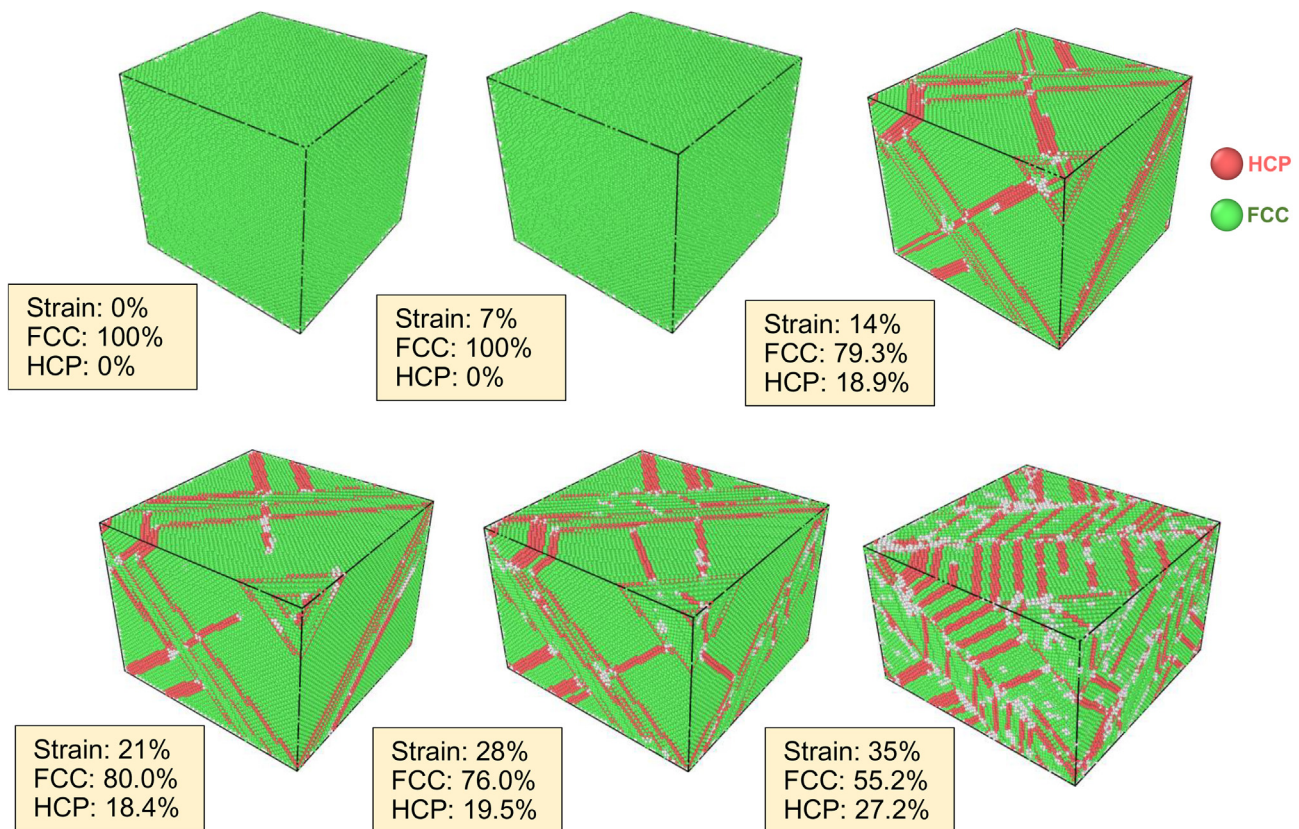 HCP
FCC
Strain: 0%
FCC: 100%
HCP: 0%
Strain: 7%
FCC: 100%
HCP: 0%
Strain: 14%
FCC: 79.3%
HCP: 18.9%
Strain: 21%
FCC: 80.0%
HCP: 18.4%
Strain: 28%
FCC: 76.0%
HCP: 19.5%
Strain: 35%
FCC: 55.2%
HCP: 27.2%